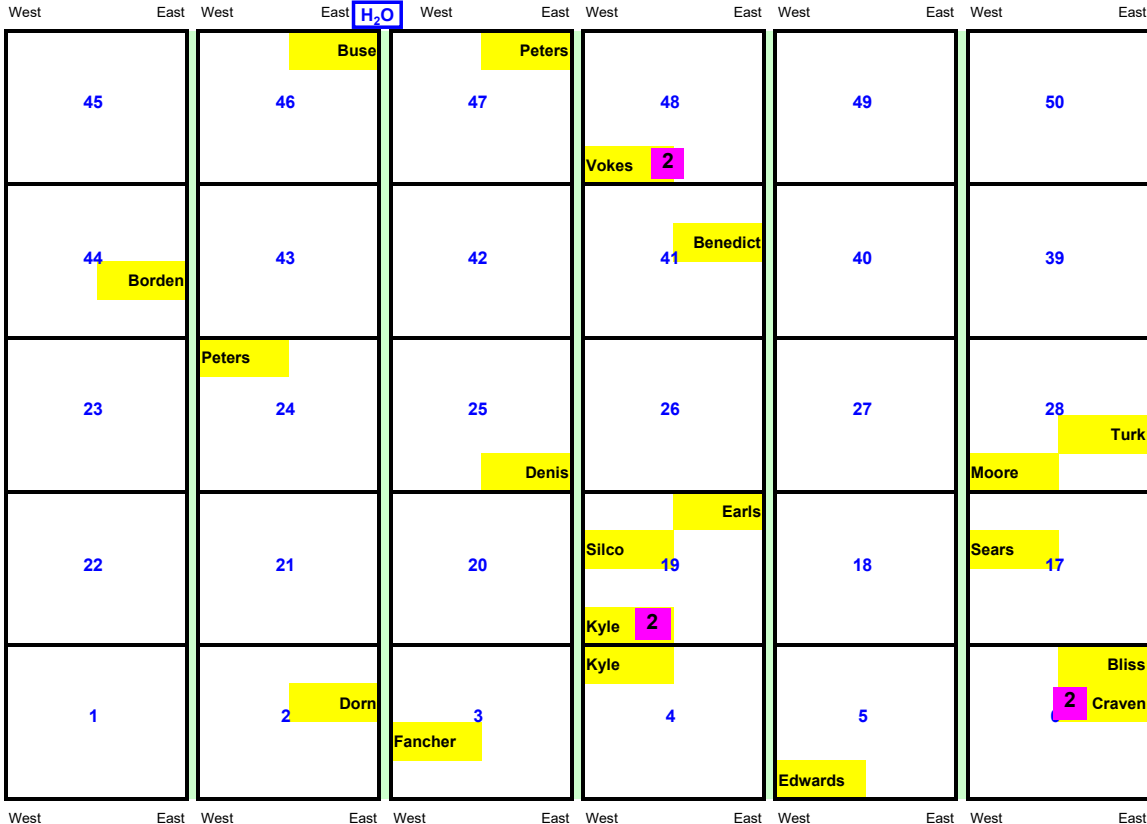 West East H₂O West East West East West East West East
Buse Peters
45 46 47 48 49 50
Vokes 2
Benedict
44 43 42 41 40 39
Borden
Peters
23 24 25 26 27 28
Turk
Denis Moore
Earls
Silco Sears
22 21 20 19 18 17
Kyle 2
Kyle Bliss
Dorn 2 Craven
1 2 3 4 5
Fancher
Edwards
West East West East West East West East West East West East